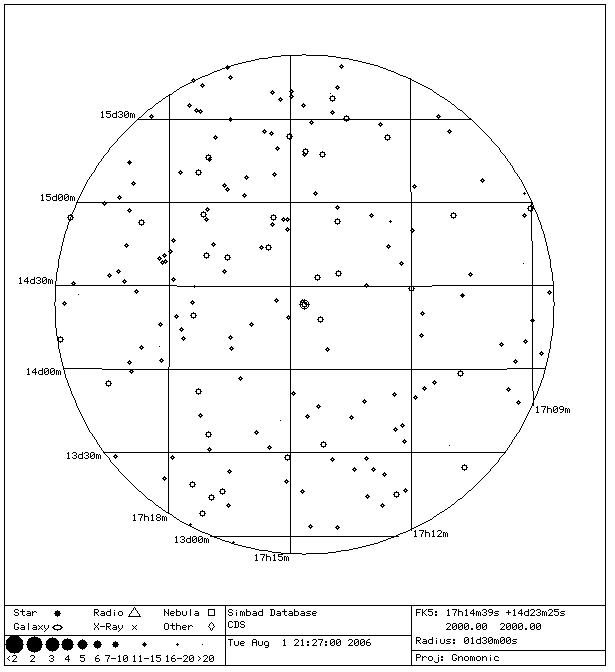 15d30m
15d00m
14d30m
14d00m
13d30m
13d00m
17h18m
17h15m
17h12m
17h09m
Star Radio Nebula
Galaxy X-Ray Other
<2 2 3 4 5 6 7-10 11-15 16-20 >20
Simbad Database
CDS
Tue Aug 1 21:27:00 2006
FK5: 17h14m39s +14d23m25s
2000.00 2000.00
Radius: 01d30m00s
Proj: Gnomonic